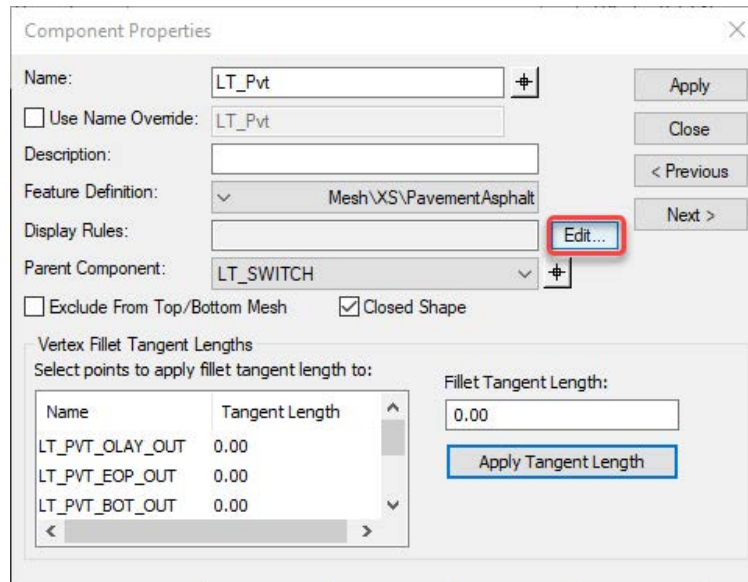 Component Properties
Name: LT_Pvt
Apply
Use Name Override: LT_Pvt
Close
Description:
< Previous
Feature Definition: Mesh\XS\PavementAsphalt
Next >
Display Rules: Edit...
Parent Component: LT_SWITCH
Exclude From Top/Bottom Mesh Closed Shape
Vertex Fillet Tangent Lengths
Select points to apply fillet tangent length to:
Fillet Tangent Length:
Name Tangent Length
0.00
LT_PVT_OLAY_OUT 0.00
Apply Tangent Length
LT_PVT_EOP_OUT 0.00
LT_PVT_BOT_OUT 0.00